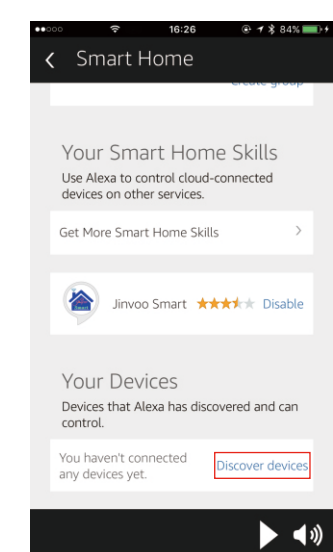 16:26
84%
Smart Home
Create group
Your Smart Home Skills
Use Alexa to control cloud-connected
devices on other services.
Get More Smart Home Skills
Jinvoo Smart
Disable
Your Devices
Devices that Alexa has discovered and can
control.
You haven't connected
any devices yet.
Discover devices